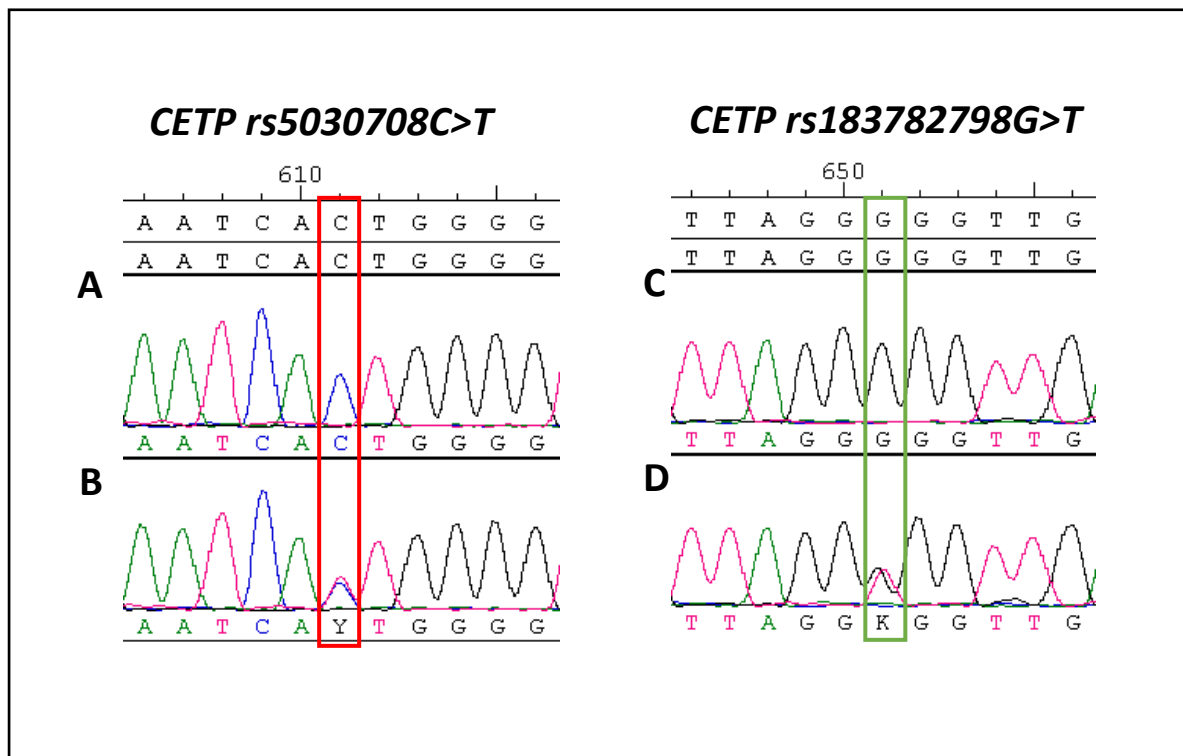 CETP rs5030708C>T
610
A A T C A C T G G G G
A A T C A C T G G G G
A
A A T C A C T G G G G
B
A A T C A Y T G G G G
CETP rs183782798G>T
650
T T A G G G G G T T G
T T A G G G G G T T G
C
T T A G G G G G T T G
D
T T A G G K G G T T G